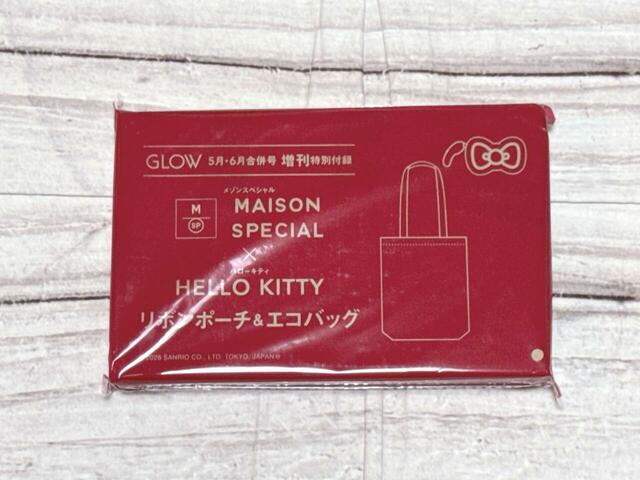 GLOW 5月・6月合併号 増刊特別付録
メゾンスペシャル
M
SP
MAISON
SPECIAL
×
ハローキティ
HELLO KITTY
リボンポーチ&エコバッグ
©2026 SANRIO CO., LTD. TOKYO, JAPAN Ⓗ